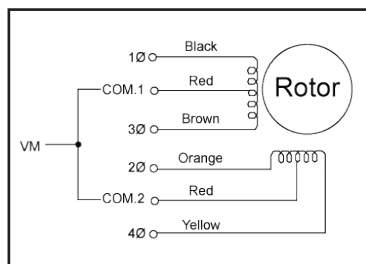 1Ø Black
COM.1 Red
3Ø Brown
Rotor
VM
2Ø Orange
COM.2 Red
4Ø Yellow